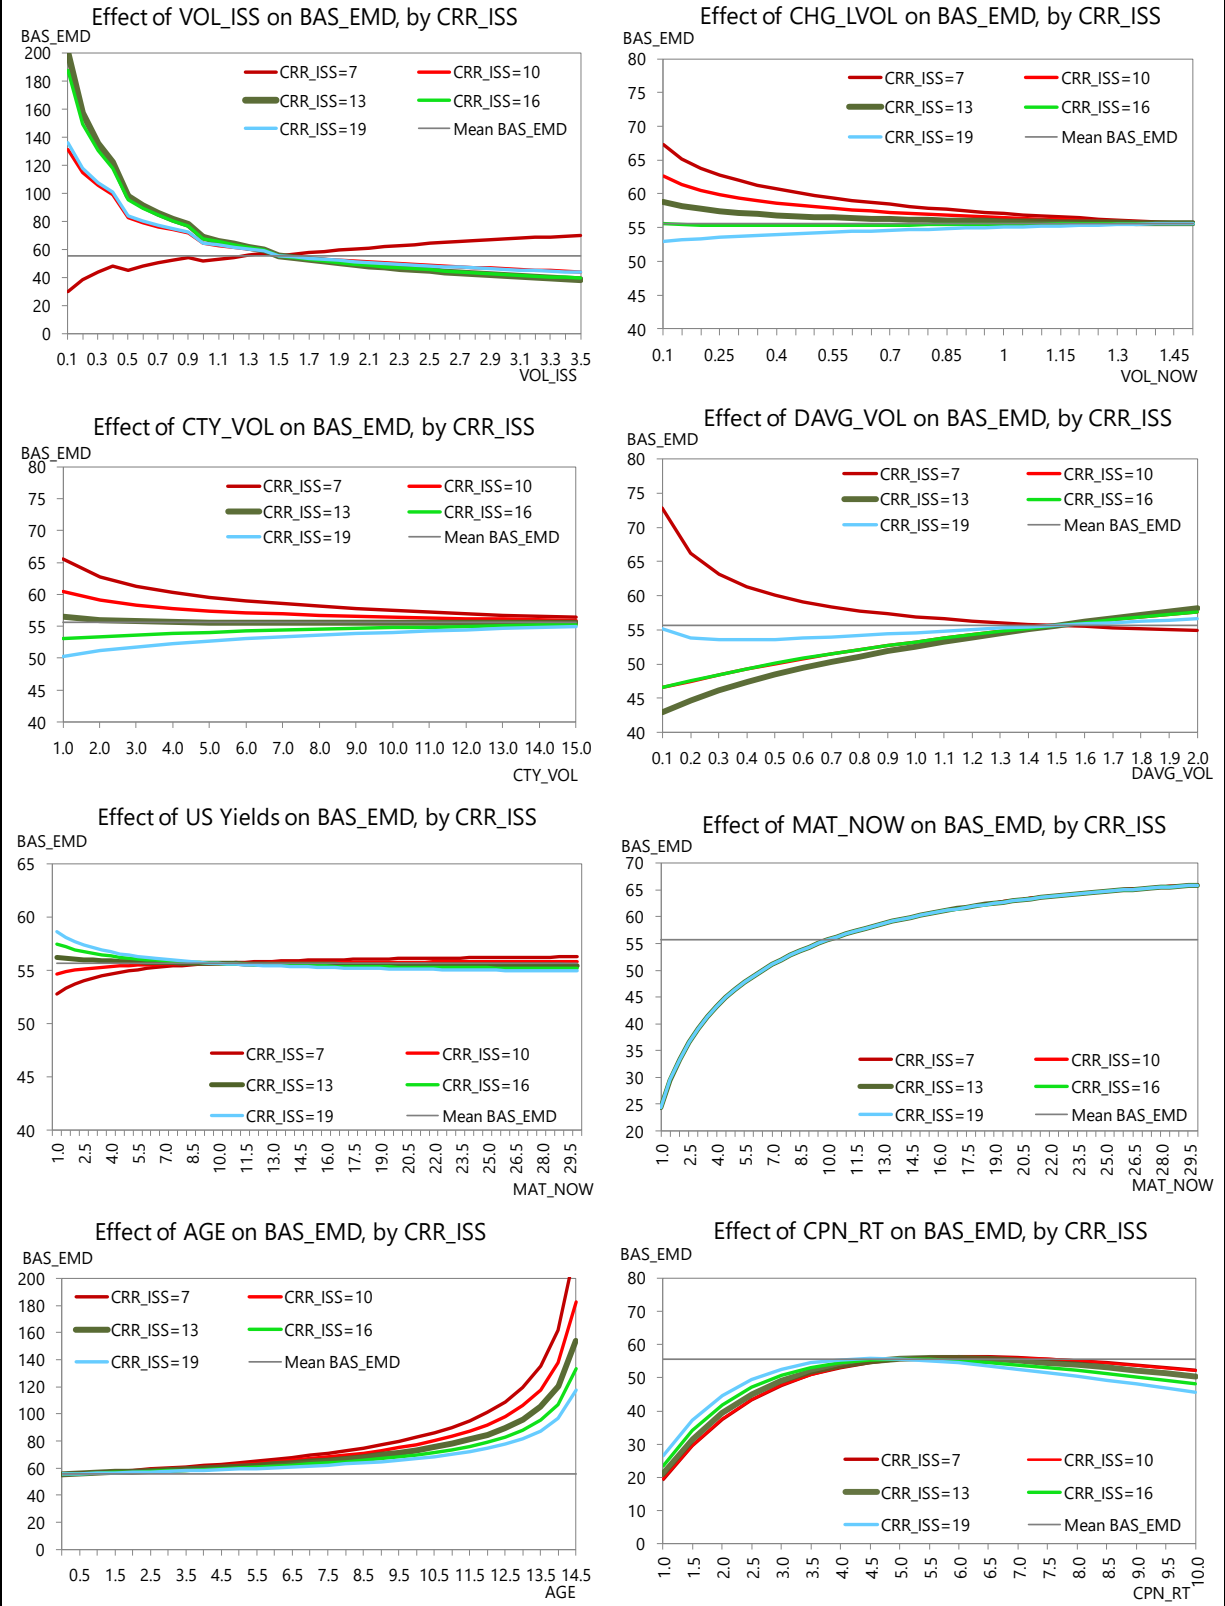 Effect of VOL_ISS on BAS_EMD, by CRR_ISS
BAS_EMD
200
180
160
140
120
100
80
60
40
20
0
CRR_ISS=7
CRR_ISS=10
CRR_ISS=13
CRR_ISS=16
CRR_ISS=19
Mean BAS_EMD
0.1 0.3 0.5 0.7 0.9 1.1 1.3 1.5 1.7 1.9 2.1 2.3 2.5 2.7 2.9 3.1 3.3 3.5
VOL_ISS
Effect of CHG_LVOL on BAS_EMD, by CRR_ISS
BAS_EMD
80
75
70
65
60
55
50
45
40
CRR_ISS=7
CRR_ISS=10
CRR_ISS=13
CRR_ISS=16
CRR_ISS=19
Mean BAS_EMD
0.1 0.25 0.4 0.55 0.7 0.85 1 1.15 1.3 1.45
VOL_NOW
Effect of CTY_VOL on BAS_EMD, by CRR_ISS
BAS_EMD
80
75
70
65
60
55
50
45
40
CRR_ISS=7
CRR_ISS=10
CRR_ISS=13
CRR_ISS=16
CRR_ISS=19
Mean BAS_EMD
1.0 2.0 3.0 4.0 5.0 6.0 7.0 8.0 9.0 10.0 11.0 12.0 13.0 14.0 15.0
CTY_VOL
Effect of DAVG_VOL on BAS_EMD, by CRR_ISS
BAS_EMD
80
75
70
65
60
55
50
45
40
CRR_ISS=7
CRR_ISS=10
CRR_ISS=13
CRR_ISS=16
CRR_ISS=19
Mean BAS_EMD
0.1 0.2 0.3 0.4 0.5 0.6 0.7 0.8 0.9 1.0 1.1 1.2 1.3 1.4 1.5 1.6 1.7 1.8 1.9 2.0
DAVG_VOL
Effect of US Yields on BAS_EMD, by CRR_ISS
BAS_EMD
65
60
55
50
45
40
CRR_ISS=7
CRR_ISS=10
CRR_ISS=13
CRR_ISS=16
CRR_ISS=19
Mean BAS_EMD
1.0 2.5 4.0 5.5 7.0 8.5 10.0 11.5 13.0 14.5 16.0 17.5 19.0 20.5 22.0 23.5 25.0 26.5 28.0 29.5
MAT_NOW
Effect of MAT_NOW on BAS_EMD, by CRR_ISS
BAS_EMD
70
65
60
55
50
45
40
35
30
25
20
CRR_ISS=7
CRR_ISS=10
CRR_ISS=13
CRR_ISS=16
CRR_ISS=19
Mean BAS_EMD
1.0 2.5 4.0 5.5 7.0 8.5 10.0 11.5 13.0 14.5 16.0 17.5 19.0 20.5 22.0 23.5 25.0 26.5 28.0 29.5
MAT_NOW
Effect of AGE on BAS_EMD, by CRR_ISS
BAS_EMD
200
180
160
140
120
100
80
60
40
20
0
CRR_ISS=7
CRR_ISS=10
CRR_ISS=13
CRR_ISS=16
CRR_ISS=19
Mean BAS_EMD
0.5 1.5 2.5 3.5 4.5 5.5 6.5 7.5 8.5 9.5 10.5 11.5 12.5 13.5 14.5
AGE
Effect of CPN_RT on BAS_EMD, by CRR_ISS
BAS_EMD
80
70
60
50
40
30
20
10
0
CRR_ISS=7
CRR_ISS=10
CRR_ISS=13
CRR_ISS=16
CRR_ISS=19
Mean BAS_EMD
1.0 1.5 2.0 2.5 3.0 3.5 4.0 4.5 5.0 5.5 6.0 6.5 7.0 7.5 8.0 8.5 9.0 9.5 10.0
CPN_RT